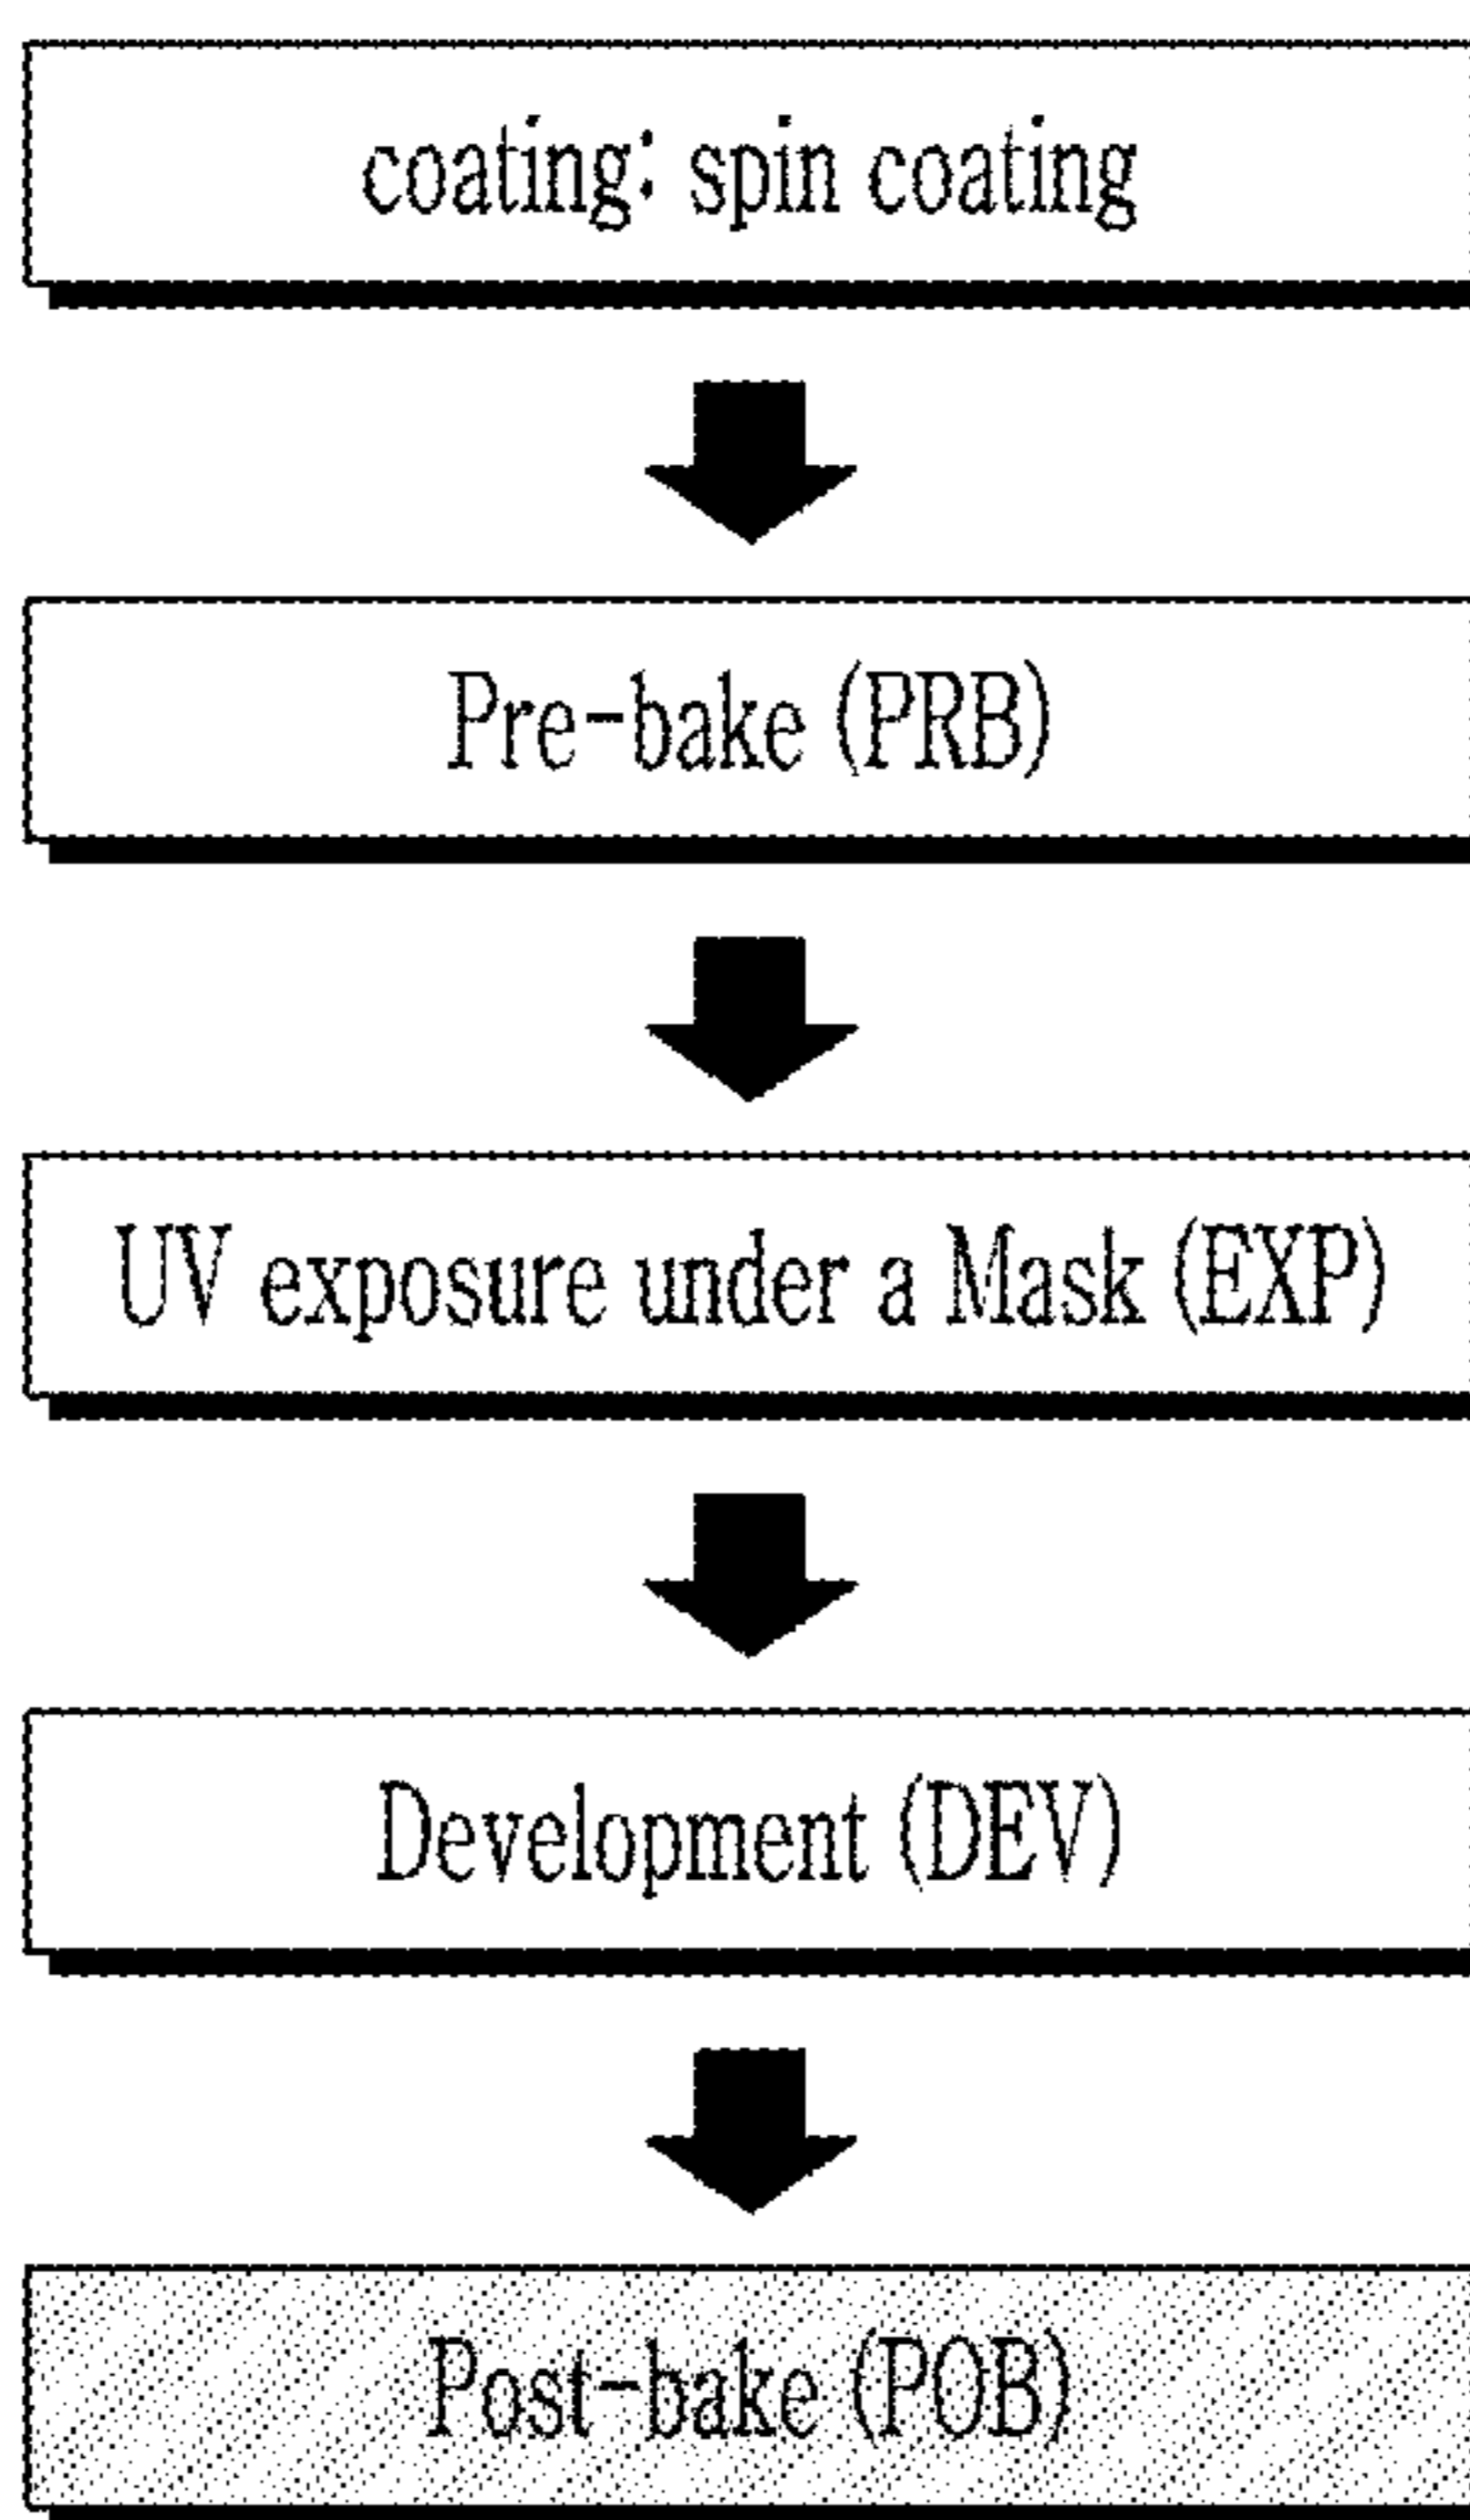 coating: spin coating
Pre-bake (PRB)
UV exposure under a Mask (EXP)
Development (DEV)
Post-bake (POB)